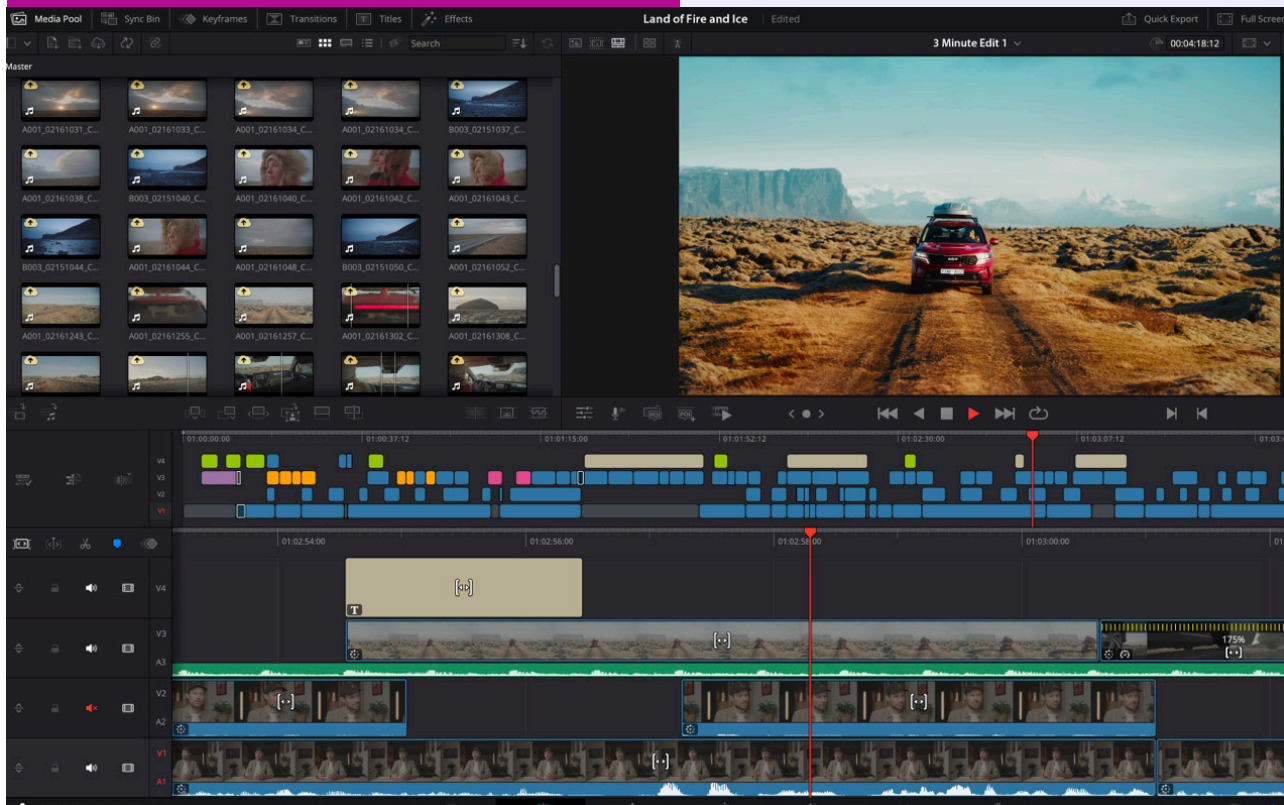 Media Pool
Sync Bin
Keyframes
Transitions
Titles
Effects
Land of Fire and Ice
Edited
Quick Export
Full Screen
Search
3 Minute Edit 1
00:04:18:12
Master
A001_02161031_C...
A001_02161033_C...
A001_02161034_C...
A001_02161034_C...
B003_02151037_C...
A001_02161038_C...
B003_02151040_C...
A001_02161040_C...
A001_02161042_C...
A001_02161043_C...
B003_02151044_C...
A001_02161044_C...
A001_02161048_C...
B003_02151050_C...
A001_02161052_C...
A001_02161243_C...
A001_02161255_C...
A001_02161257_C...
A001_02161302_C...
A001_02161308_C...
01:00:00:00
01:00:37:12
01:01:15:00
01:01:52:12
01:02:30:00
01:03:07:12
V4
V3
V2
V1
01:02:54:00
01:02:56:00
01:02:58:00
01:03:00:00
V4
T
V3
175%
A3
V2
A2
V1
A1